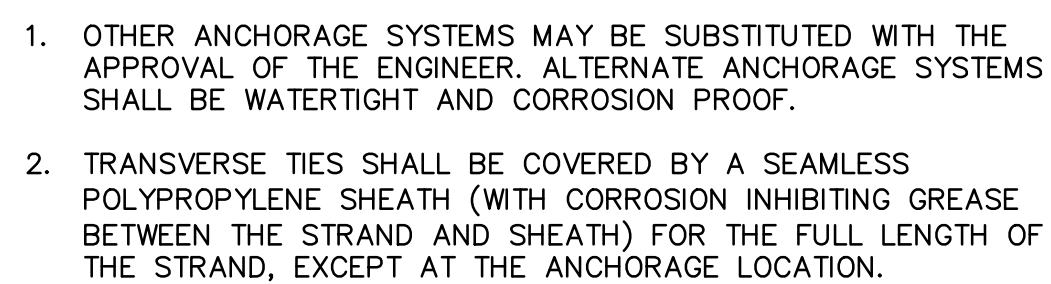 1. OTHER ANCHORAGE SYSTEMS MAY BE SUBSTITUTED WITH THE
APPROVAL OF THE ENGINEER. ALTERNATE ANCHORAGE SYSTEMS
SHALL BE WATERTIGHT AND CORROSION PROOF.
2. TRANSVERSE TIES SHALL BE COVERED BY A SEAMLESS
POLYPROPYLENE SHEATH (WITH CORROSION INHIBITING GREASE
BETWEEN THE STRAND AND SHEATH) FOR THE FULL LENGTH OF
THE STRAND, EXCEPT AT THE ANCHORAGE LOCATION.